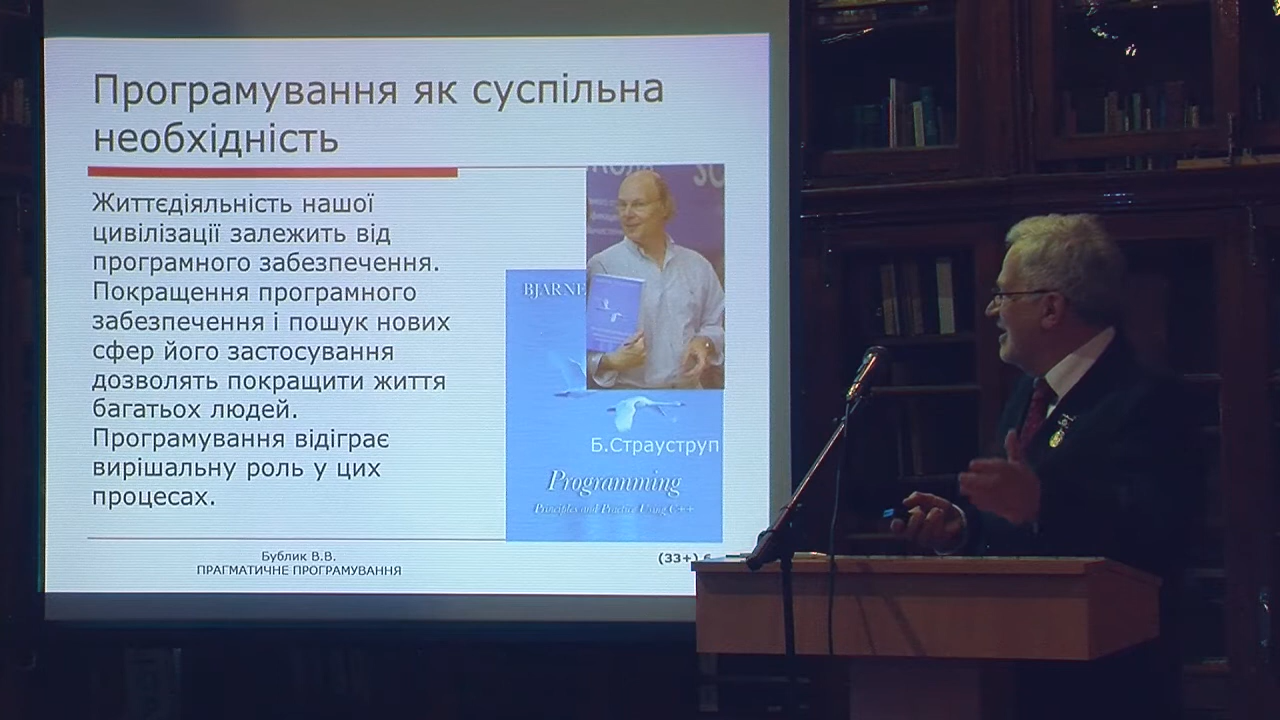 Програмування як суспільна
необхідність
Життєдіяльність нашої
цивілізації залежить від
програмного забезпечення.
Покращення програмного
забезпечення і пошук нових
сфер його застосування
дозволять покращити життя
багатьох людей.
Програмування відіграє
вирішальну роль у цих
процесах.
BJARNE
Б.Страуструп
Programming
Principles and Practice Using C++
Бублик В.В.
ПРАГМАТИЧНЕ ПРОГРАМУВАННЯ
(33+)